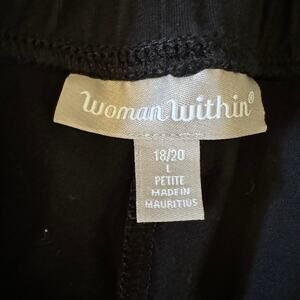 Woman Within®
18/20
L
PETITE
MADE IN
MAURITIUS